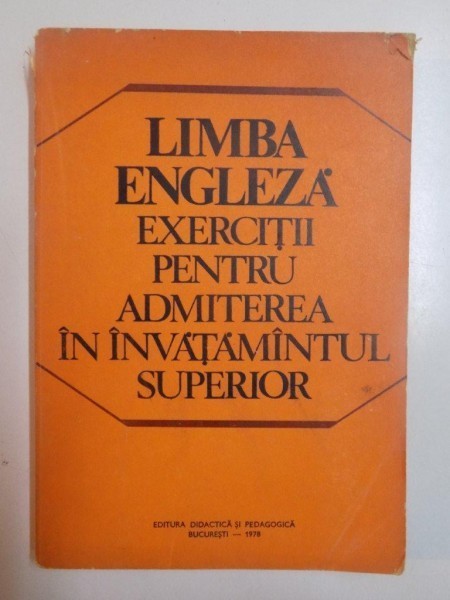 LIMBA
ENGLEZĂ
EXERCIȚII
PENTRU
ADMITEREA
ÎN ÎNVĂȚĂMÎNTUL
SUPERIOR
EDITURA DIDACTICĂ ȘI PEDAGOGICĂ
BUCUREȘTI — 1978